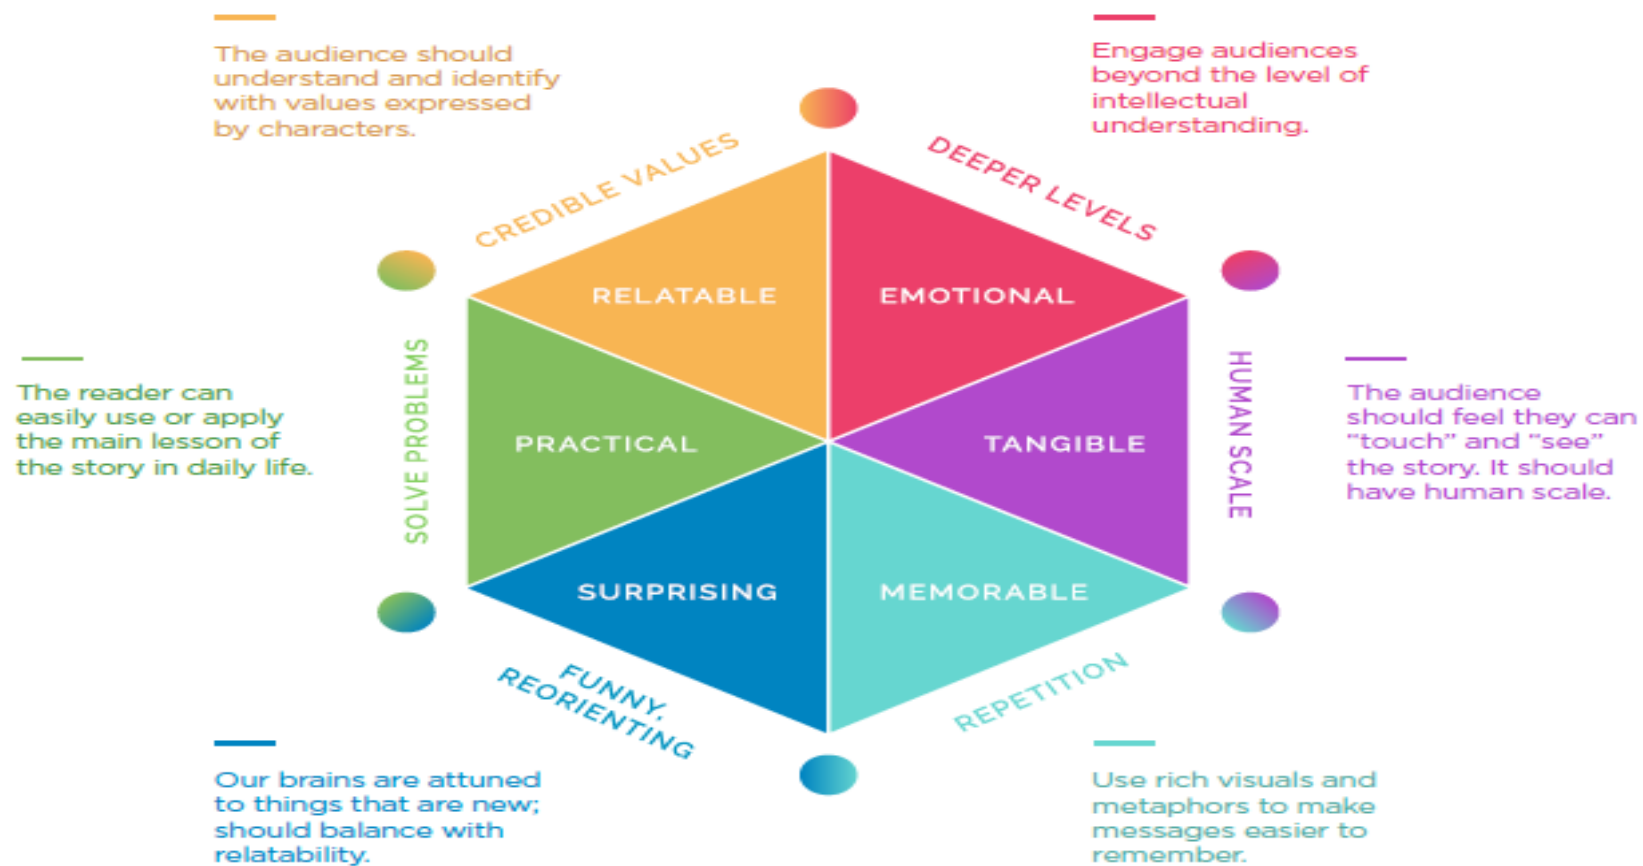 The audience should
understand and identify
with values expressed
by characters.
Engage audiences
beyond the level of
intellectual
understanding.
CREDIBLE VALUES
DEEPER LEVELS
RELATABLE
EMOTIONAL
The reader can
easily use or apply
the main lesson of
the story in daily life.
SOLVE PROBLEMS
PRACTICAL
TANGIBLE
HUMAN SCALE
The audience
should feel they can
“touch” and “see”
the story. It should
have human scale.
SURPRISING
MEMORABLE
FUNNY,
REORIENTING
REPETITION
Our brains are attuned
to things that are new;
should balance with
relatability.
Use rich visuals and
metaphors to make
messages easier to
remember.